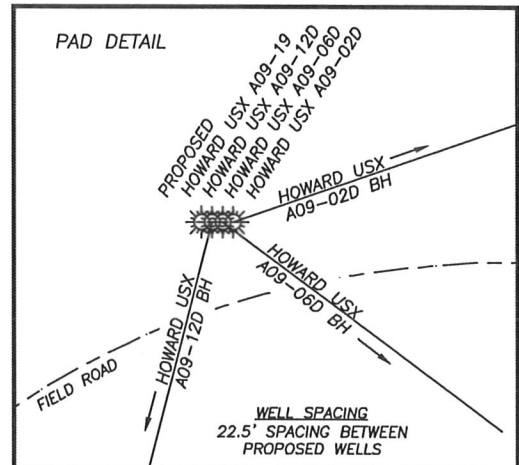 PAD DETAIL
PROPOSED
HOWARD USX A09-19
HOWARD USX A09-12D
HOWARD USX A09-06D
HOWARD USX A09-02D
HOWARD USX
A09-02D BH
HOWARD USX
A09-06D BH
HOWARD USX
A09-12D BH
FIELD ROAD
WELL SPACING
22.5' SPACING BETWEEN
PROPOSED WELLS